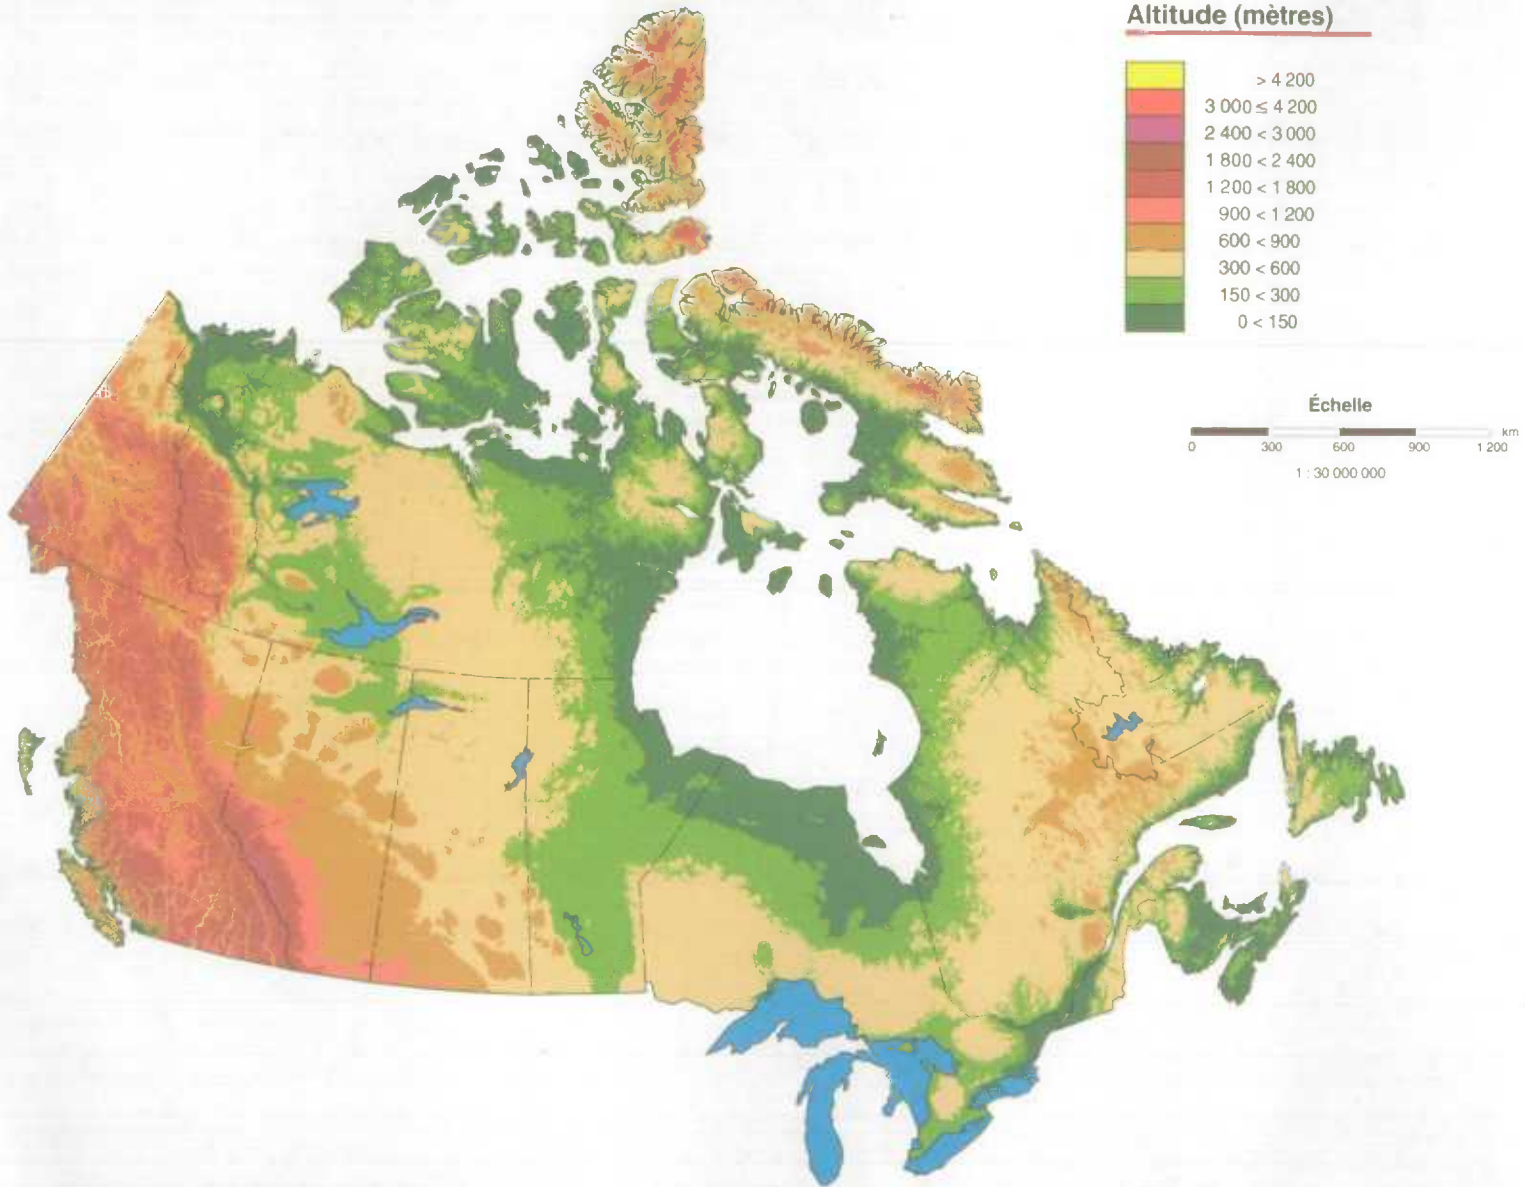 Altitude (mètres)
> 4 200
3 000 ≤ 4 200
2 400 < 3 000
1 800 < 2 400
1 200 < 1 800
900 < 1 200
600 < 900
300 < 600
150 < 300
0 < 150
Échelle
km
0 300 600 900 1 200
1 : 30 000 000